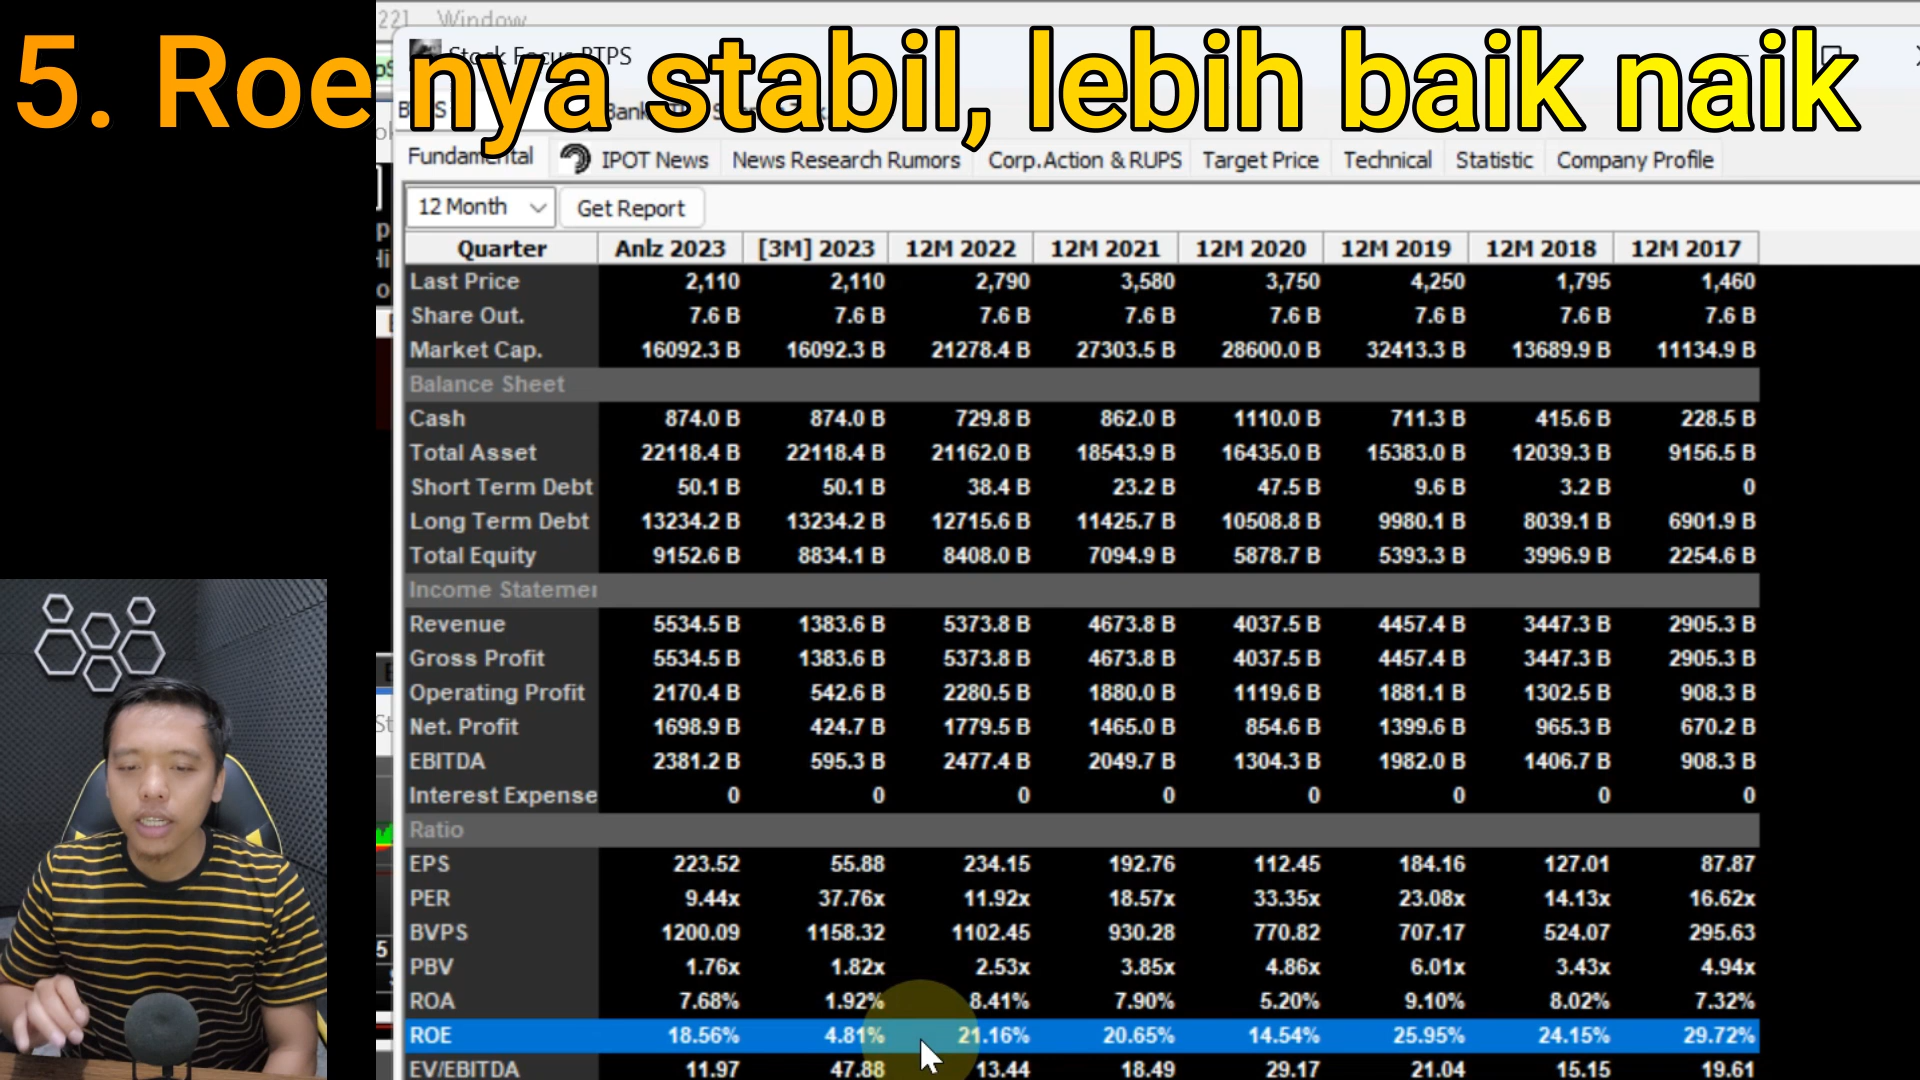 Window
5. Roe nya stabil, lebih baik naik
Fundamental IPOT News News Research Rumors Corp.Action & RUPS Target Price Technical Statistic Company Profile
12 Month Get Report
Quarter Anlz 2023 [3M] 2023 12M 2022 12M 2021 12M 2020 12M 2019 12M 2018 12M 2017
Last Price 2,110 2,110 2,790 3,580 3,750 4,250 1,795 1,460
Share Out. 7.6 B 7.6 B 7.6 B 7.6 B 7.6 B 7.6 B 7.6 B 7.6 B
Market Cap. 16092.3 B 16092.3 B 21278.4 B 27303.5 B 28600.0 B 32413.3 B 13689.9 B 11134.9 B
Balance Sheet
Cash 874.0 B 874.0 B 729.8 B 862.0 B 1110.0 B 711.3 B 415.6 B 228.5 B
Total Asset 22118.4 B 22118.4 B 21162.0 B 18543.9 B 16435.0 B 15383.0 B 12039.3 B 9156.5 B
Short Term Debt 50.1 B 50.1 B 38.4 B 23.2 B 47.5 B 9.6 B 3.2 B 0
Long Term Debt 13234.2 B 13234.2 B 12715.6 B 11425.7 B 10508.8 B 9980.1 B 8039.1 B 6901.9 B
Total Equity 9152.6 B 8834.1 B 8408.0 B 7094.9 B 5878.7 B 5393.3 B 3996.9 B 2254.6 B
Income Statemer
Revenue 5534.5 B 1383.6 B 5373.8 B 4673.8 B 4037.5 B 4457.4 B 3447.3 B 2905.3 B
Gross Profit 5534.5 B 1383.6 B 5373.8 B 4673.8 B 4037.5 B 4457.4 B 3447.3 B 2905.3 B
Operating Profit 2170.4 B 542.6 B 2280.5 B 1880.0 B 1119.6 B 1881.1 B 1302.5 B 908.3 B
Net. Profit 1698.9 B 424.7 B 1779.5 B 1465.0 B 854.6 B 1399.6 B 965.3 B 670.2 B
EBITDA 2381.2 B 595.3 B 2477.4 B 2049.7 B 1304.3 B 1982.0 B 1406.7 B 908.3 B
Interest Expense 0 0 0 0 0 0 0 0
Ratio
EPS 223.52 55.88 234.15 192.76 112.45 184.16 127.01 87.87
PER 9.44x 37.76x 11.92x 18.57x 33.35x 23.08x 14.13x 16.62x
BVPS 1200.09 1158.32 1102.45 930.28 770.82 707.17 524.07 295.63
PBV 1.76x 1.82x 2.53x 3.85x 4.86x 6.01x 3.43x 4.94x
ROA 7.68% 1.92% 8.41% 7.90% 5.20% 9.10% 8.02% 7.32%
ROE 18.56% 4.81% 21.16% 20.65% 14.54% 25.95% 24.15% 29.72%
EV/EBITDA 11.97 47.88 13.44 18.49 29.17 21.04 15.15 19.61